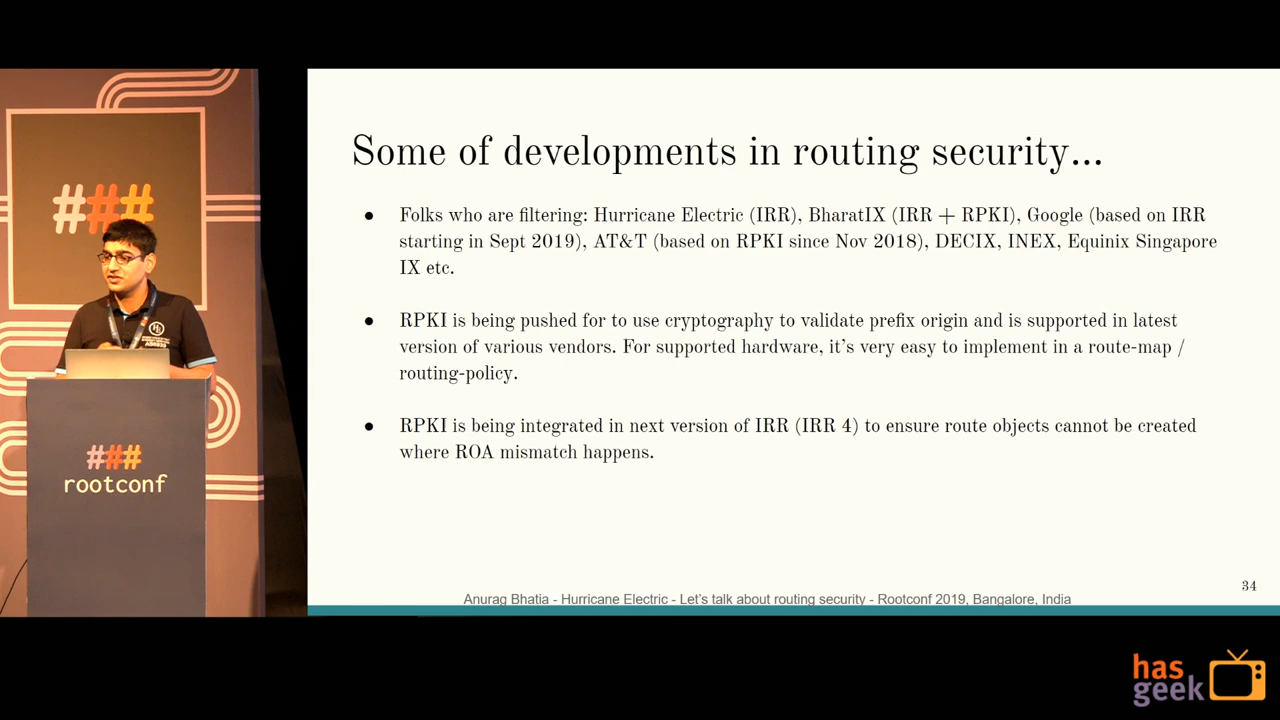 ###
Some of developments in routing security...
● Folks who are filtering: Hurricane Electric (IRR), BharatIX (IRR + RPKI), Google (based on IRR
starting in Sept 2019), AT&T (based on RPKI since Nov 2018), DECIX, INEX, Equinix Singapore
IX etc.
● RPKI is being pushed for to use cryptography to validate prefix origin and is supported in latest
version of various vendors. For supported hardware, it's very easy to implement in a route-map /
routing-policy.
● RPKI is being integrated in next version of IRR (IRR 4) to ensure route objects cannot be created
where ROA mismatch happens.
###
rootconf
34
Anurag Bhatia - Hurricane Electric - Let's talk about routing security - Rootconf 2019, Bangalore, India
has
geek